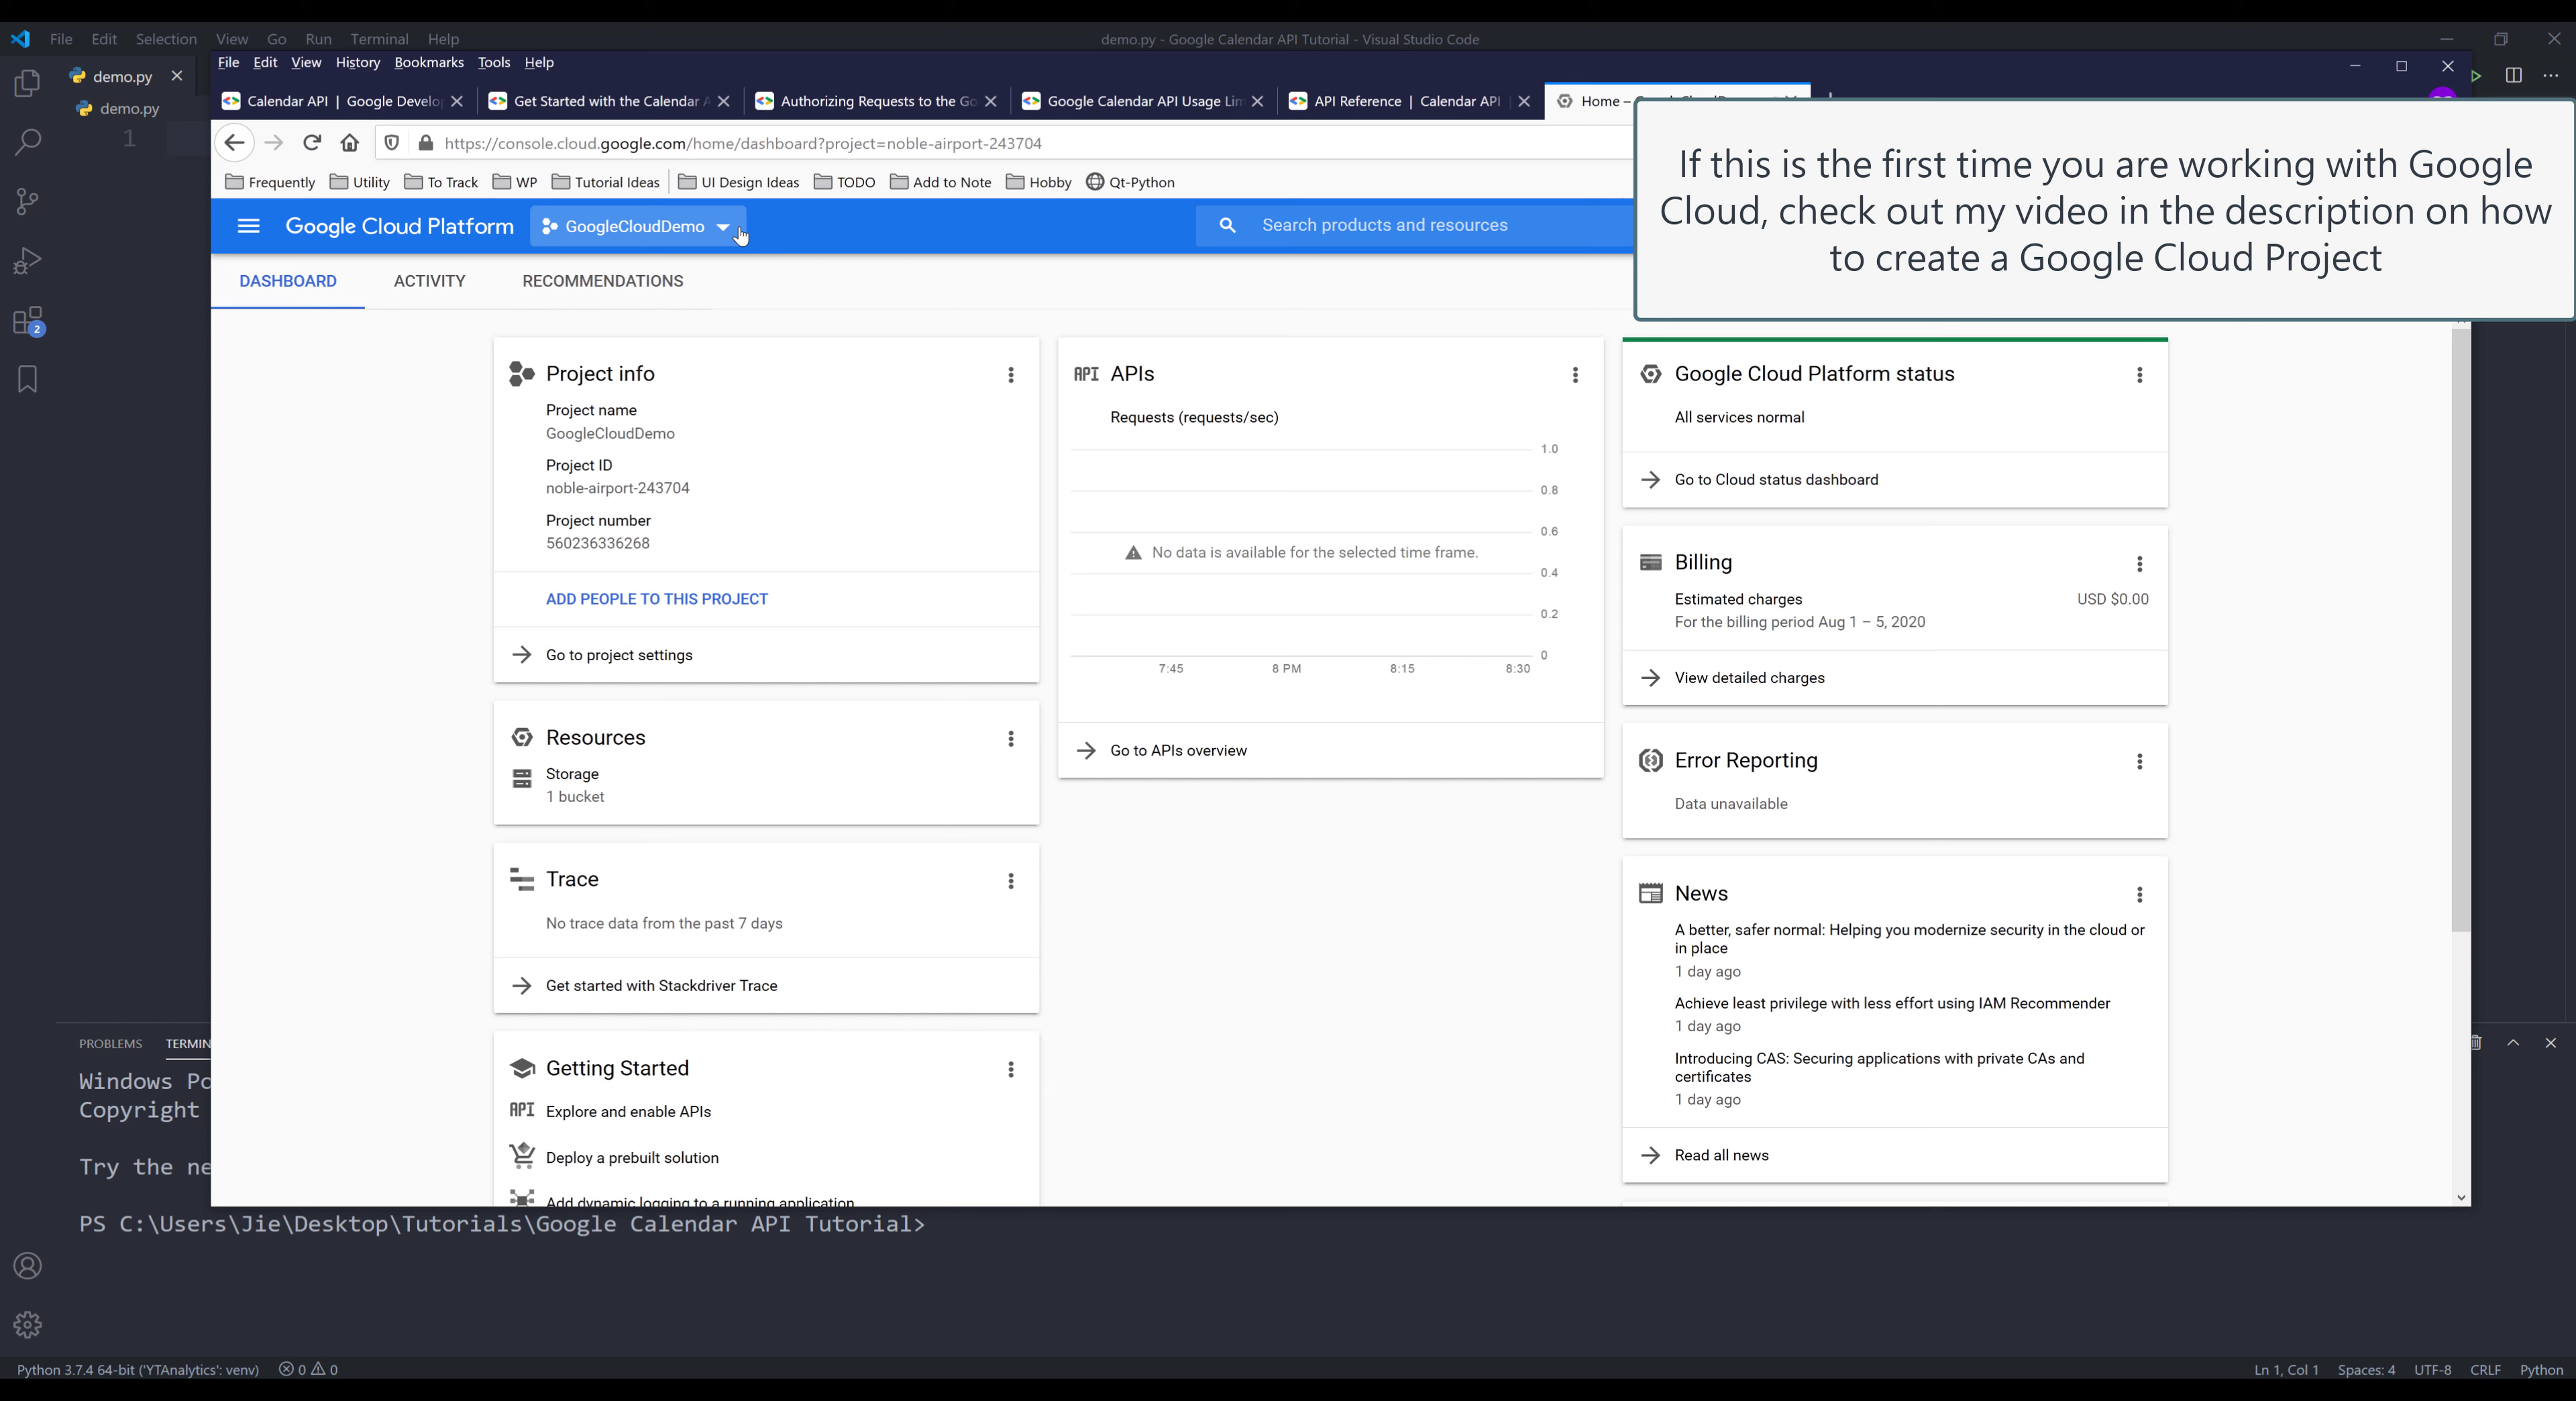 File Edit Selection View Go Run Terminal Help
demo.py - Google Calendar API Tutorial - Visual Studio Code
demo.py
demo.py
1
File Edit View History Bookmarks Tools Help
Calendar API | Google Develo
Get Started with the Calendar A
Authorizing Requests to the Go
Google Calendar API Usage Lim
API Reference | Calendar API
Home –
https://console.cloud.google.com/home/dashboard?project=noble-airport-243704
Frequently Utility To Track WP Tutorial Ideas UI Design Ideas TODO Add to Note Hobby Qt-Python
If this is the first time you are working with Google
Cloud, check out my video in the description on how
to create a Google Cloud Project
Google Cloud Platform GoogleCloudDemo Search products and resources
DASHBOARD ACTIVITY RECOMMENDATIONS
Project info
Project name
GoogleCloudDemo
Project ID
noble-airport-243704
Project number
560236336268
ADD PEOPLE TO THIS PROJECT
Go to project settings
Resources
Storage
1 bucket
Trace
No trace data from the past 7 days
Get started with Stackdriver Trace
Getting Started
API Explore and enable APIs
Deploy a prebuilt solution
Add dynamic logging to a running application
API APIs
Requests (requests/sec)
1.0
0.8
0.6
No data is available for the selected time frame.
0.4
0.2
0
7:45 8 PM 8:15 8:30
Go to APIs overview
Google Cloud Platform status
All services normal
Go to Cloud status dashboard
Billing
Estimated charges USD $0.00
For the billing period Aug 1 – 5, 2020
View detailed charges
Error Reporting
Data unavailable
News
A better, safer normal: Helping you modernize security in the cloud or
in place
1 day ago
Achieve least privilege with less effort using IAM Recommender
1 day ago
Introducing CAS: Securing applications with private CAs and
certificates
1 day ago
Read all news
2
PROBLEMS TERMIN
Windows Po
Copyright
Try the ne
PS C:\Users\Jie\Desktop\Tutorials\Google Calendar API Tutorial>
Python 3.7.4 64-bit ('YTAnalytics': venv) 0 0
Ln 1, Col 1 Spaces: 4 UTF-8 CRLF Python